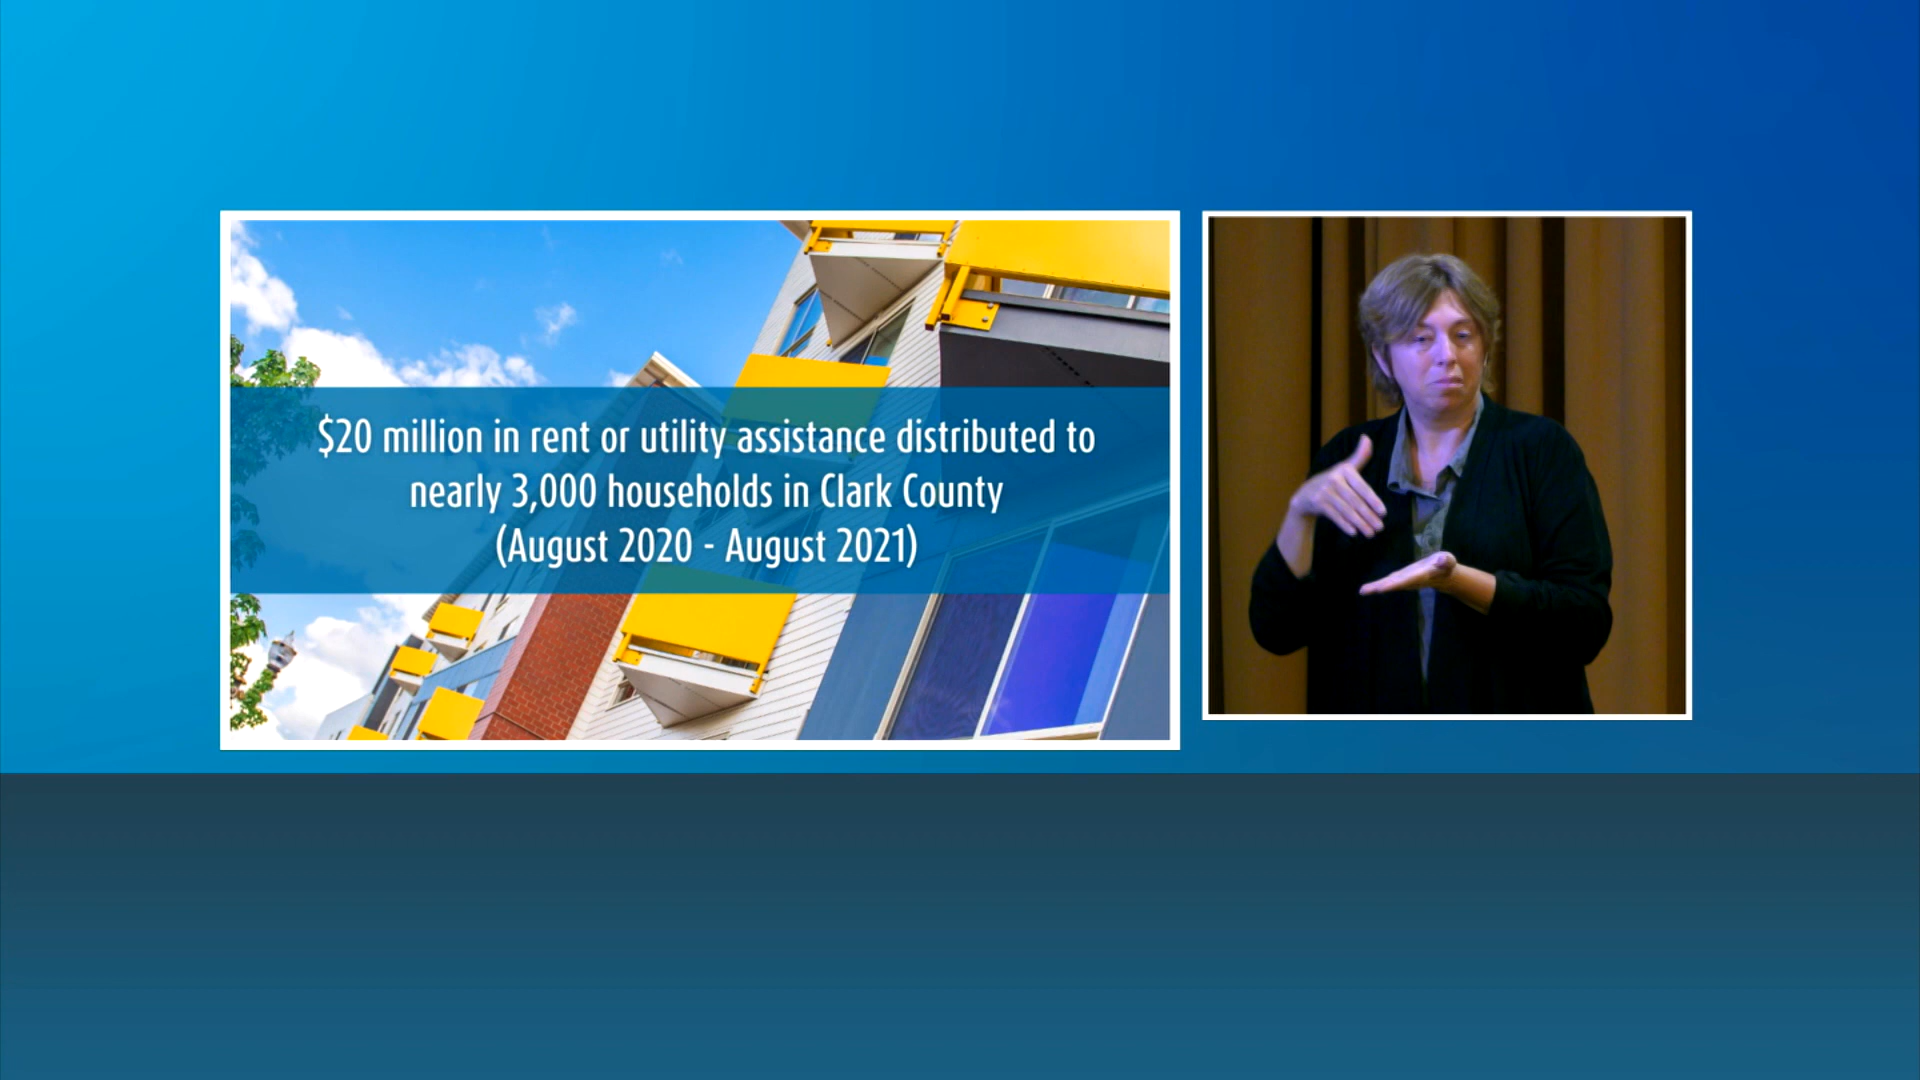 $20 million in rent or utility assistance distributed to
nearly 3,000 households in Clark County
(August 2020 - August 2021)